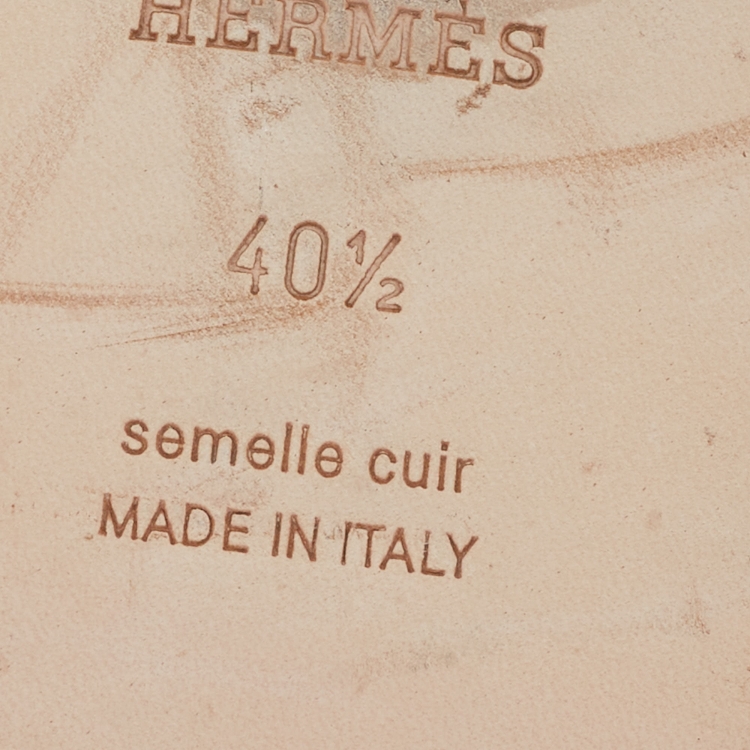 HERMÈS
40½
semelle cuir
MADE IN ITALY